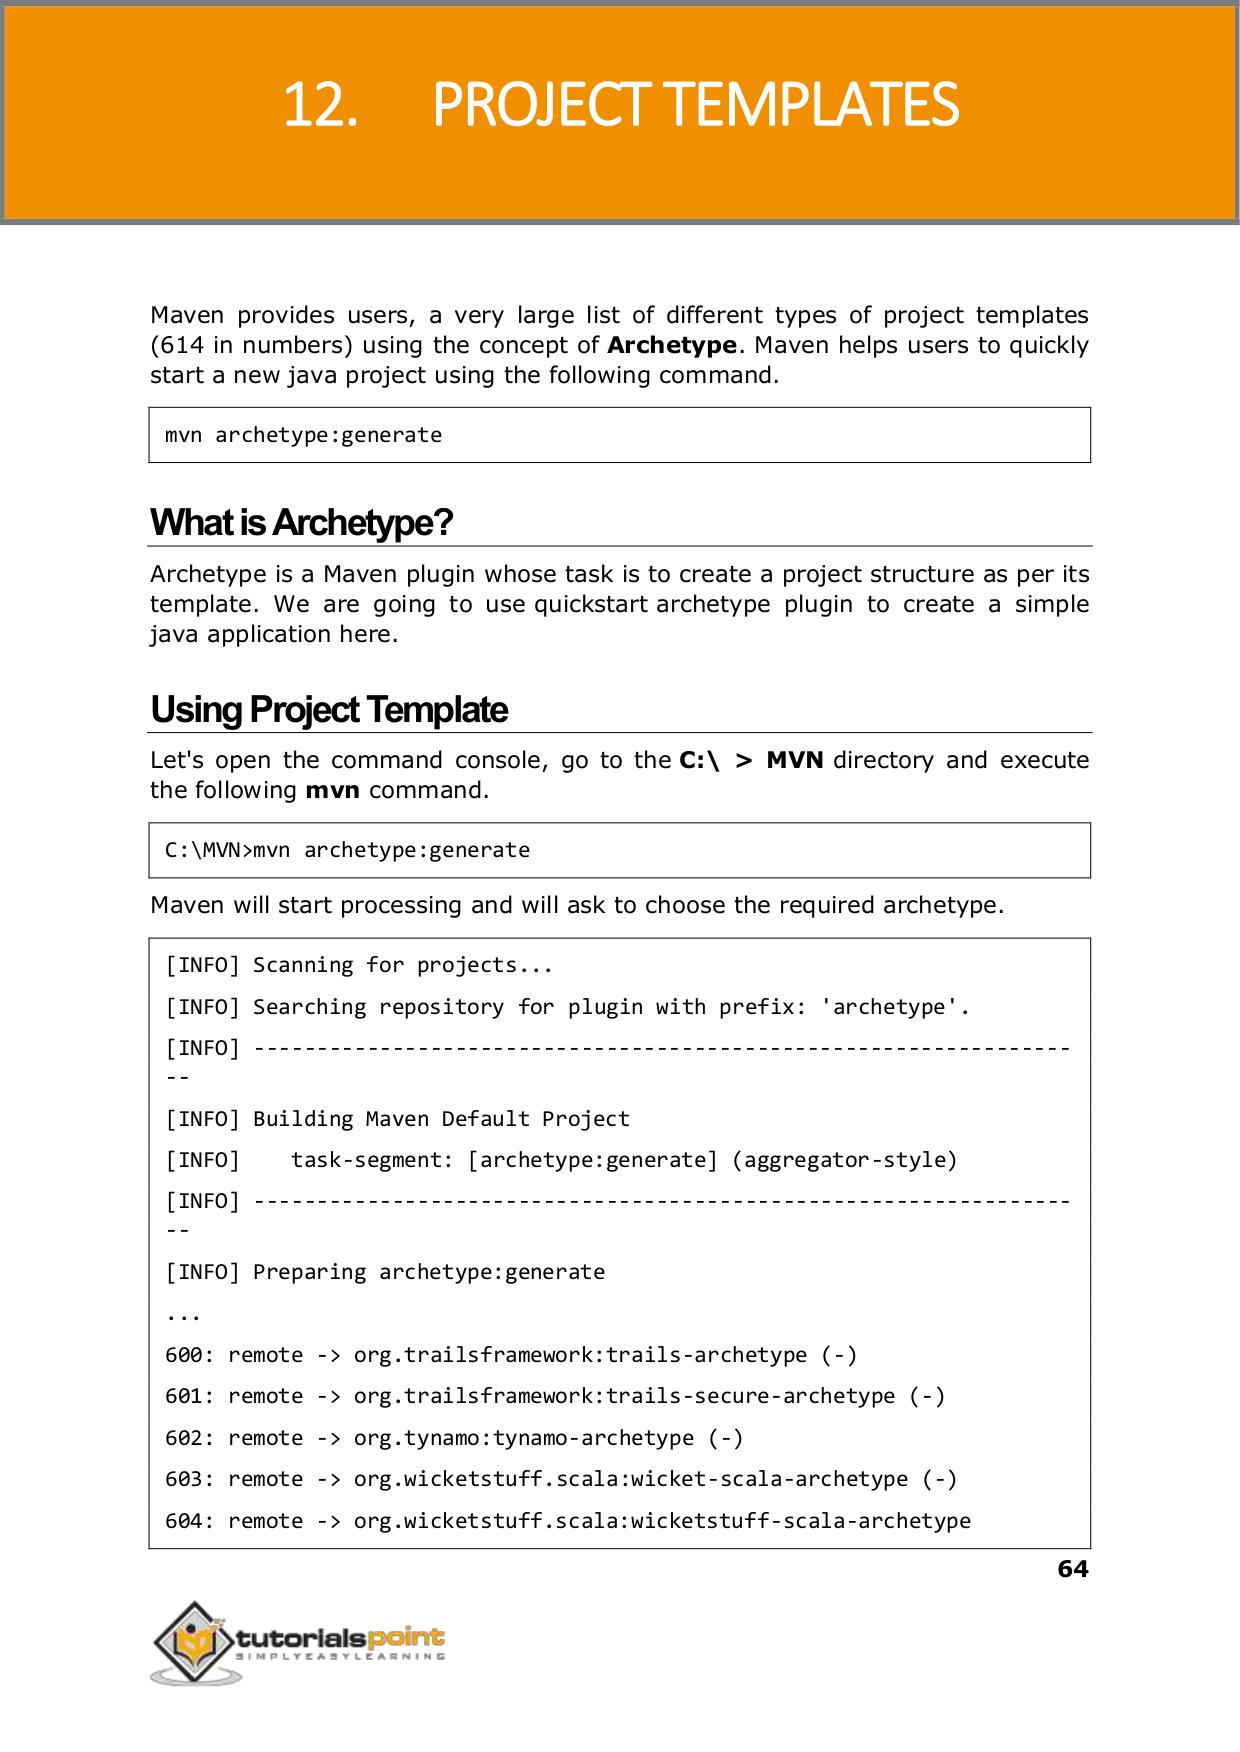 12. PROJECT TEMPLATES
Maven provides users, a very large list of different types of project templates
(614 in numbers) using the concept of Archetype. Maven helps users to quickly
start a new java project using the following command.
mvn archetype:generate
What is Archetype?
Archetype is a Maven plugin whose task is to create a project structure as per its
template. We are going to use quickstart archetype plugin to create a simple
java application here.
Using Project Template
Let's open the command console, go to the C:\ > MVN directory and execute
the following mvn command.
C:\MVN>mvn archetype:generate
Maven will start processing and will ask to choose the required archetype.
[INFO] Scanning for projects...
[INFO] Searching repository for plugin with prefix: 'archetype'.
[INFO] -----------------------------------------------------------------
--
[INFO] Building Maven Default Project
[INFO]    task-segment: [archetype:generate] (aggregator-style)
[INFO] -----------------------------------------------------------------
--
[INFO] Preparing archetype:generate
...
600: remote -> org.trailsframework:trails-archetype (-)
601: remote -> org.trailsframework:trails-secure-archetype (-)
602: remote -> org.tynamo:tynamo-archetype (-)
603: remote -> org.wicketstuff.scala:wicket-scala-archetype (-)
604: remote -> org.wicketstuff.scala:wicketstuff-scala-archetype
64
tutorialspoint
SIMPLYEASYLEARNING